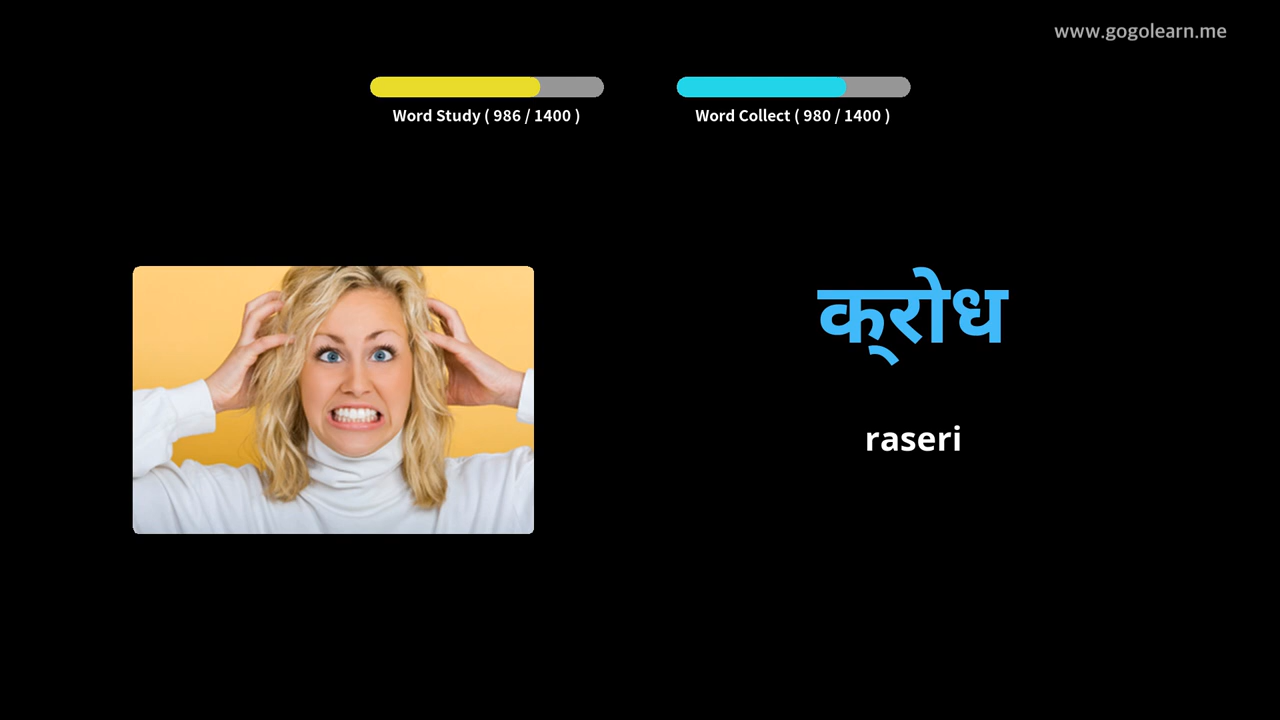 www.gogolearn.me
Word Study ( 986 / 1400 )
Word Collect ( 980 / 1400 )
क्रोध
raseri